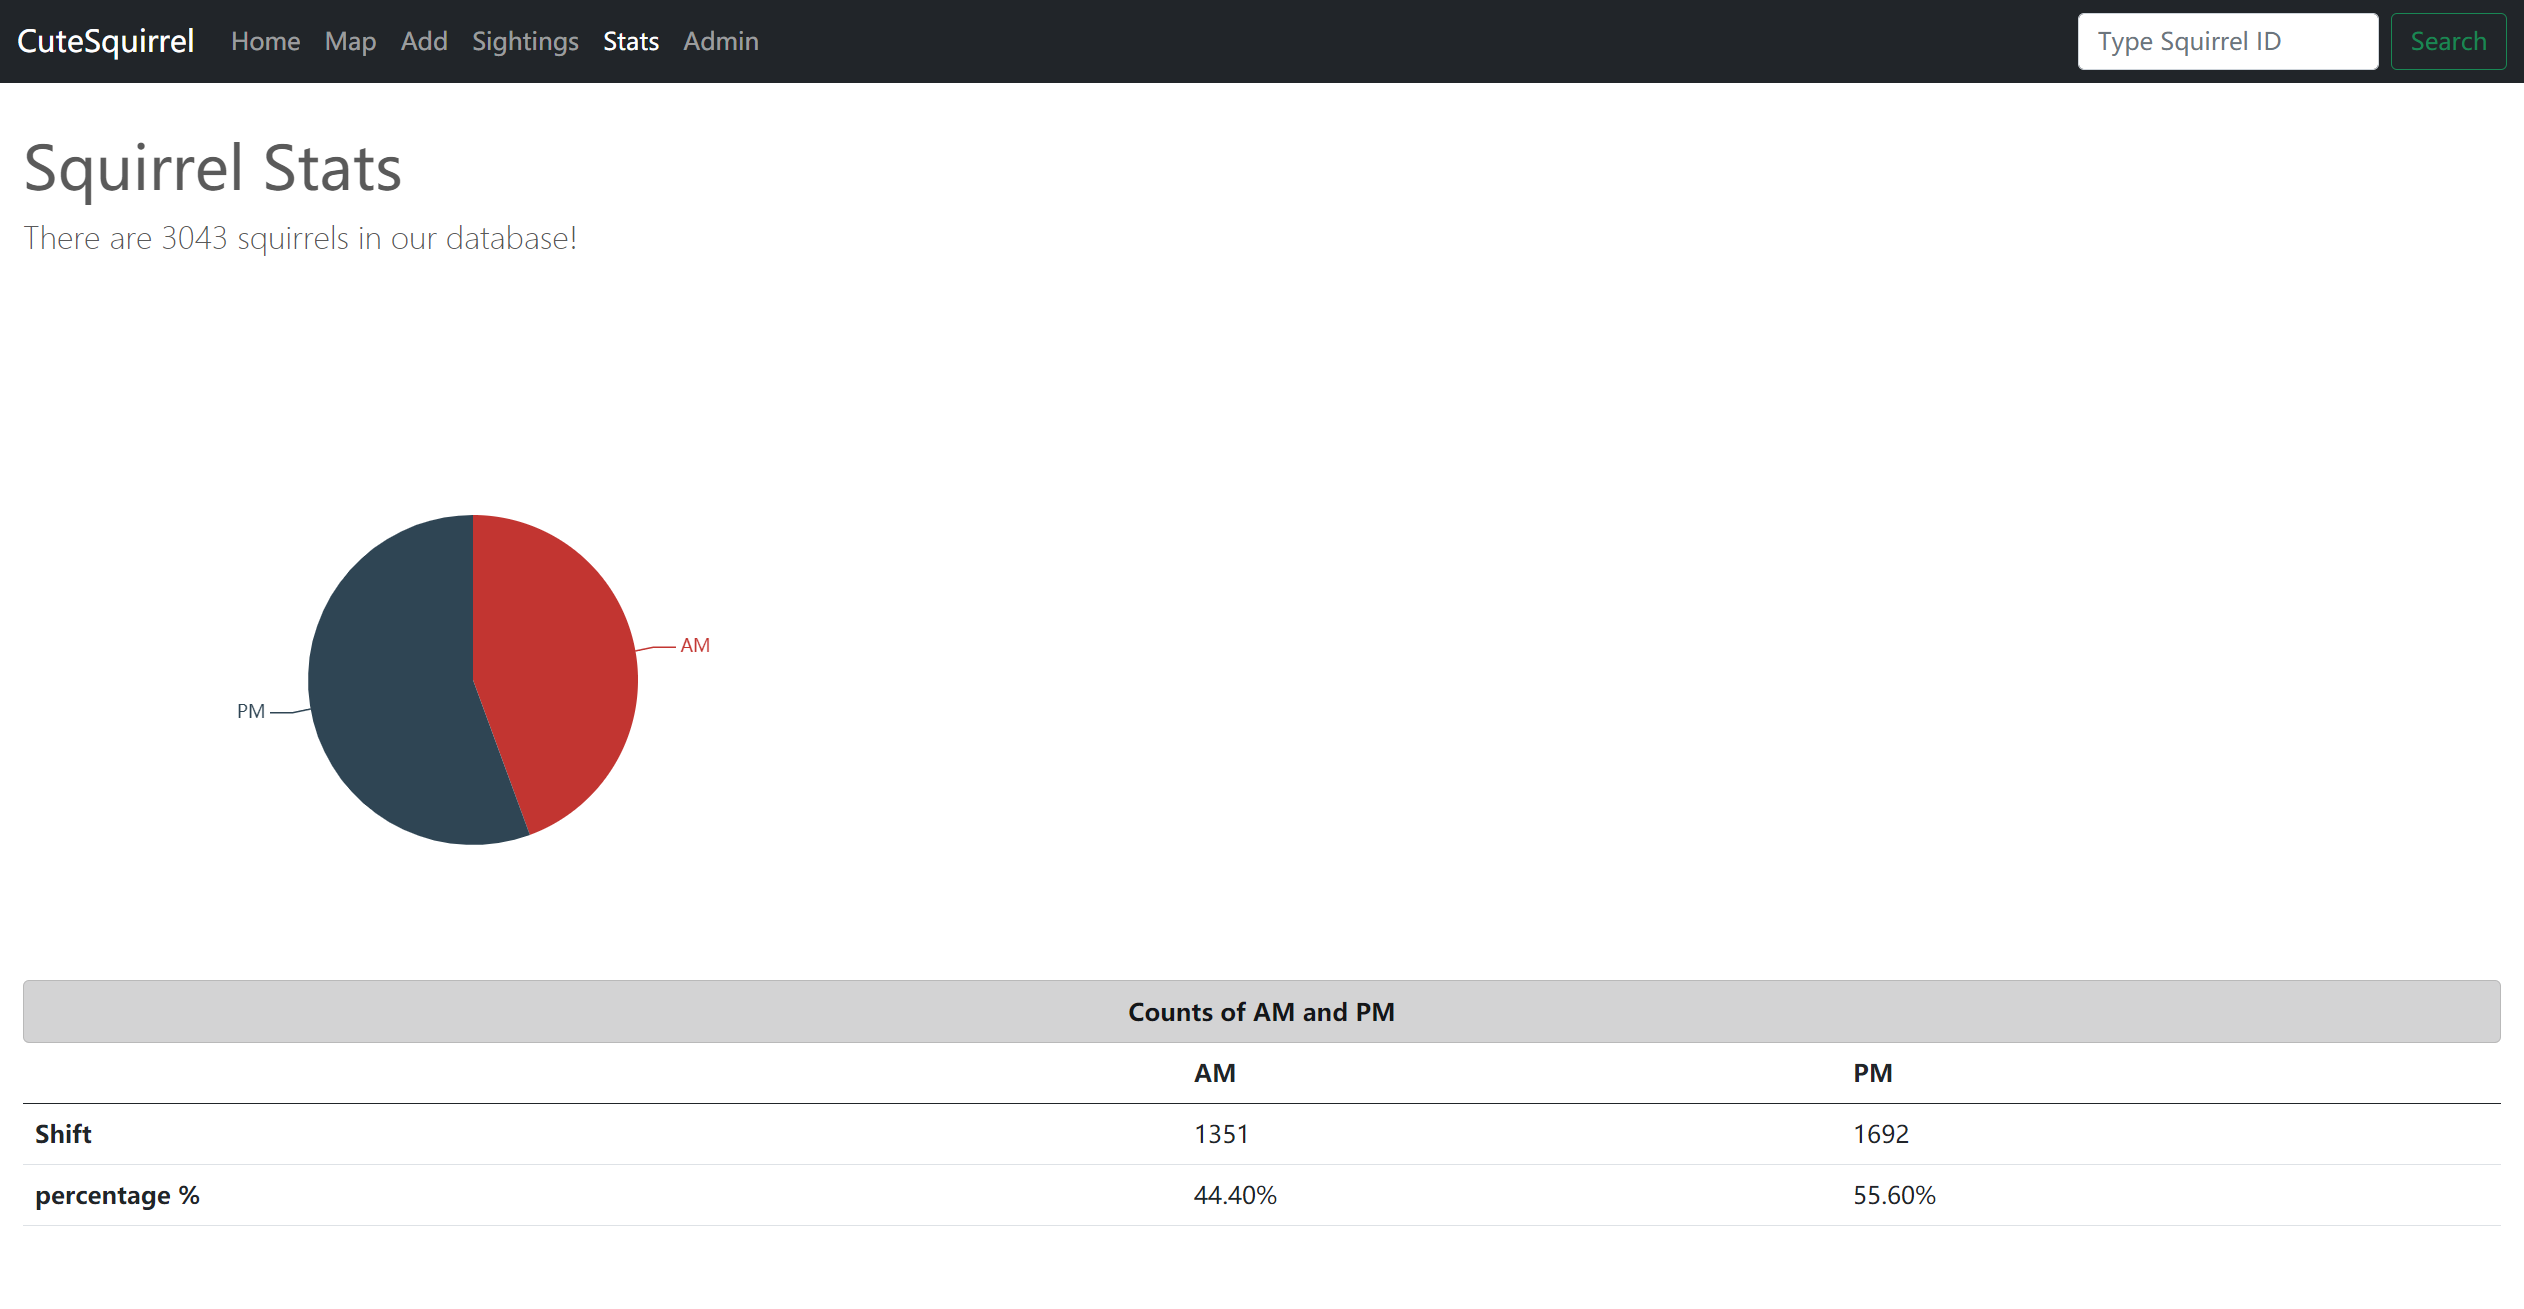 CuteSquirrel Home Map Add Sightings Stats Admin Type Squirrel ID Search
Squirrel Stats
There are 3043 squirrels in our database!
AM
PM
Counts of AM and PM
AM PM
Shift 1351 1692
percentage % 44.40% 55.60%